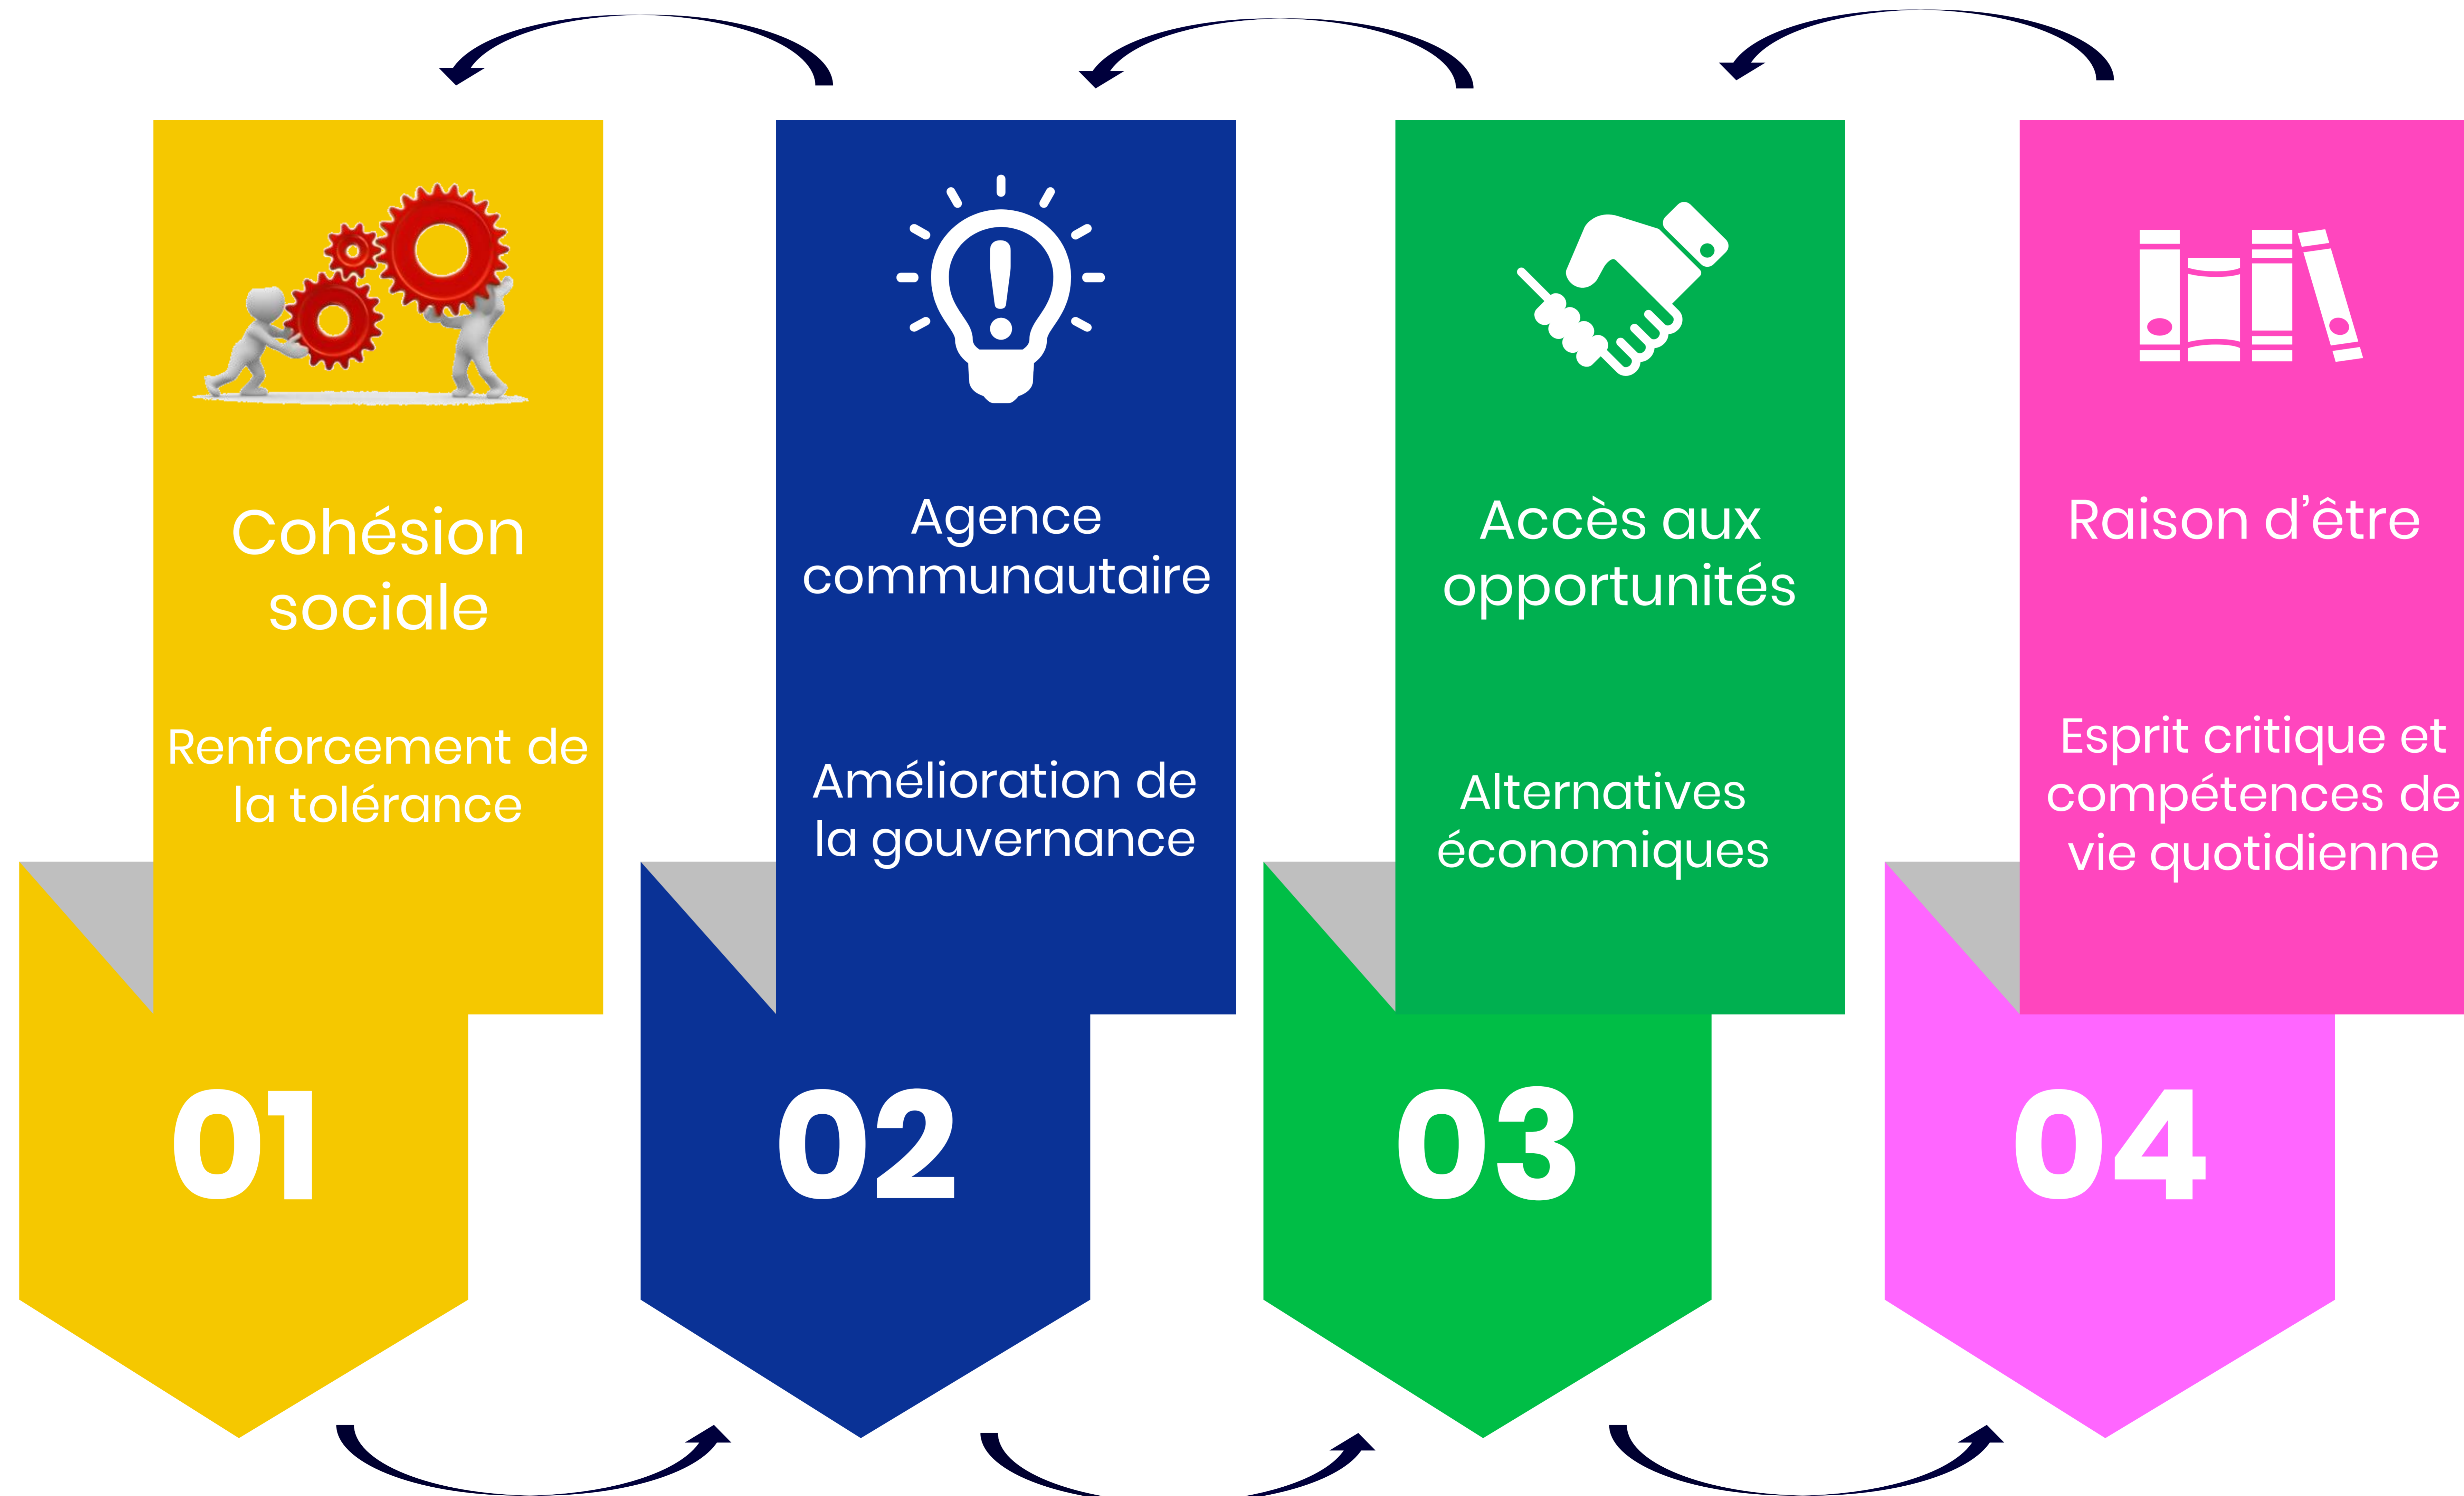 Cohésion
sociale
Renforcement de
la tolérance
01
Agence
communautaire
Amélioration de
la gouvernance
02
Accès aux
opportunités
Alternatives
économiques
03
Raison d’être
Esprit critique et
compétences de
vie quotidienne
04